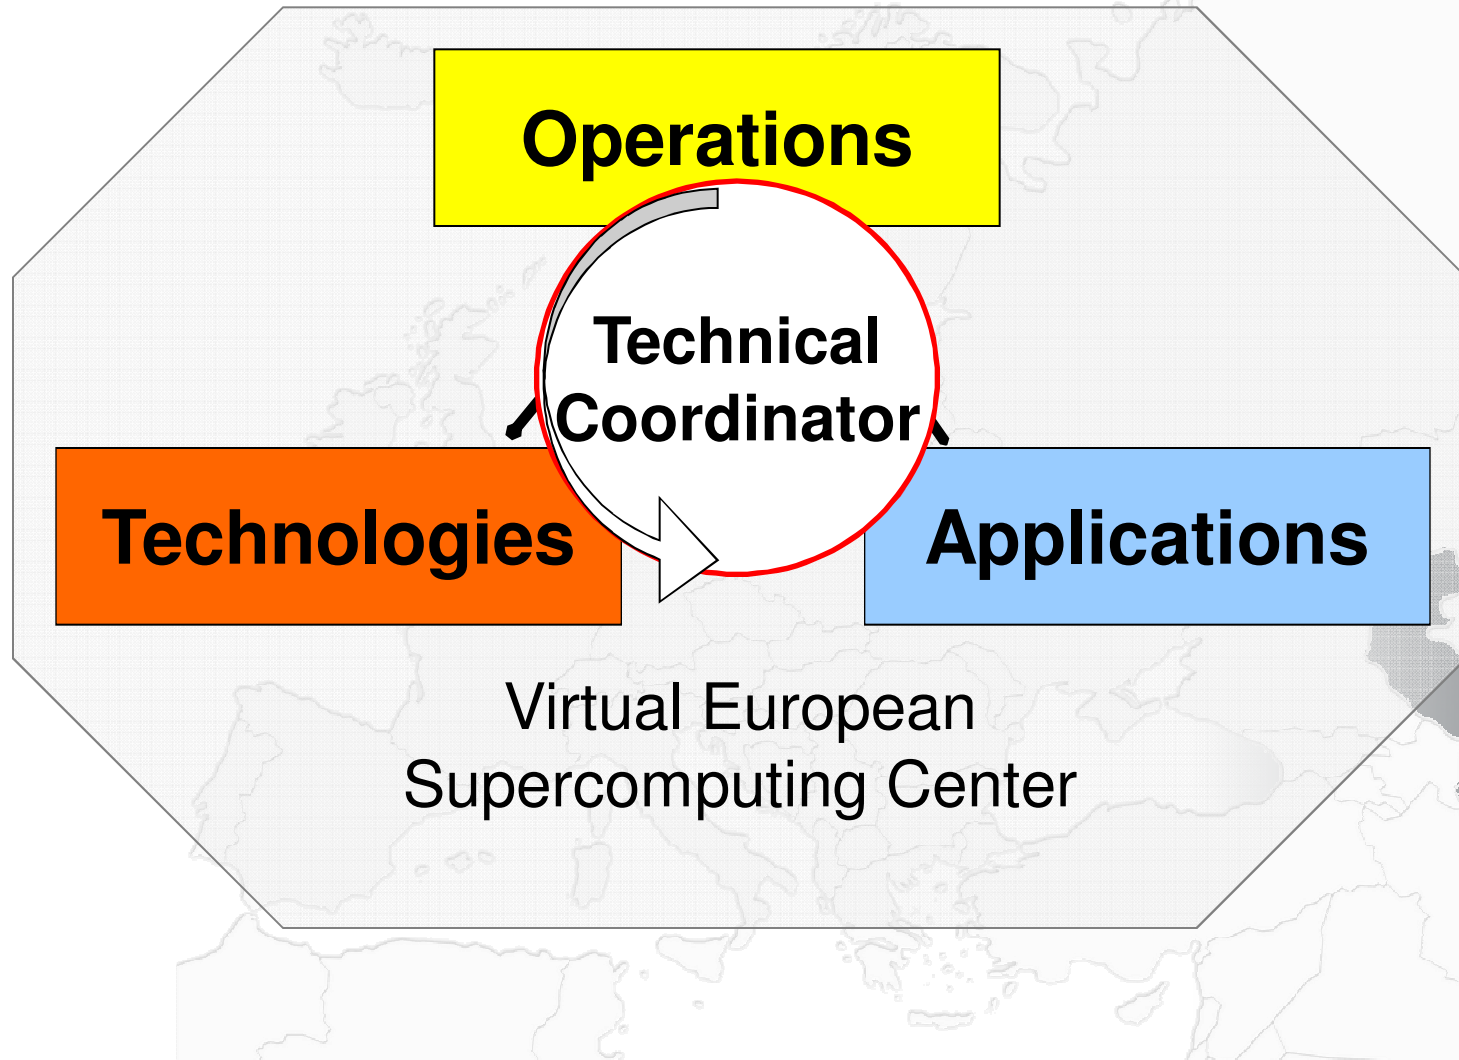 Operations
Technical
Coordinator
Technologies
Applications
Virtual European
Supercomputing Center